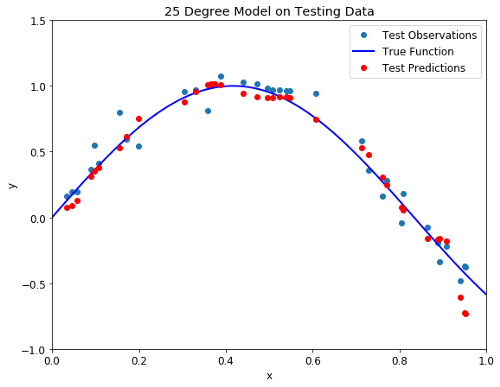 25 Degree Model on Testing Data
Test Observations
True Function
Test Predictions
y
1.5
1.0
0.5
0.0
−0.5
−1.0
0.0 0.2 0.4 0.6 0.8 1.0
x